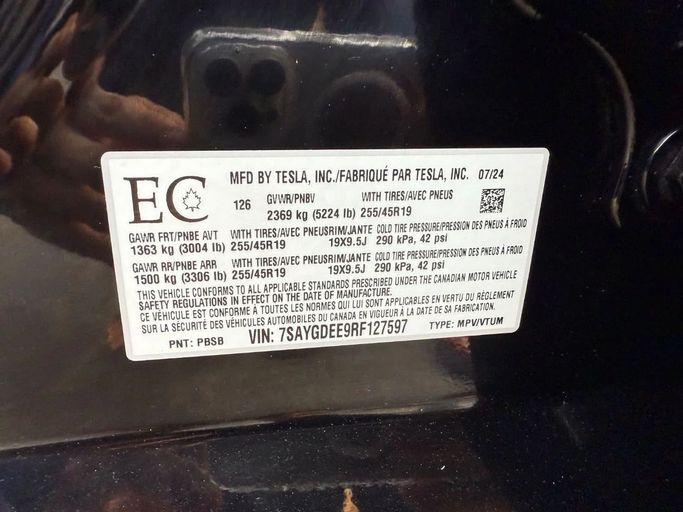 MFD BY TESLA, INC./FABRIQUÉ PAR TESLA, INC. 07/24
EC
126
GVWR/PNBV WITH TIRES/AVEC PNEUS
2369 kg (5224 lb) 255/45R19
GAWR FRT/PNBE AVT WITH TIRES/AVEC PNEUS RIM/JANTE COLD TIRE PRESSURE/PRESSION DES PNEUS À FROID
1363 kg (3004 lb) 255/45R19 19X9.5J 290 kPa, 42 psi
GAWR RR/PNBE ARR WITH TIRES/AVEC PNEUS RIM/JANTE COLD TIRE PRESSURE/PRESSION DES PNEUS À FROID
1500 kg (3306 lb) 255/45R19 19X9.5J 290 kPa, 42 psi
THIS VEHICLE CONFORMS TO ALL APPLICABLE STANDARDS PRESCRIBED UNDER THE CANADIAN MOTOR VEHICLE
SAFETY REGULATIONS IN EFFECT ON THE DATE OF MANUFACTURE.
CE VÉHICULE EST CONFORME À TOUTES LES NORMES QUI LUI SONT APPLICABLES EN VERTU DU RÈGLEMENT
SUR LA SÉCURITÉ DES VÉHICULES AUTOMOBILES DU CANADA EN VIGUEUR À LA DATE DE SA FABRICATION.
PNT: PBSB VIN: 7SAYGDEE9RF127597 TYPE: MPV/VTUM